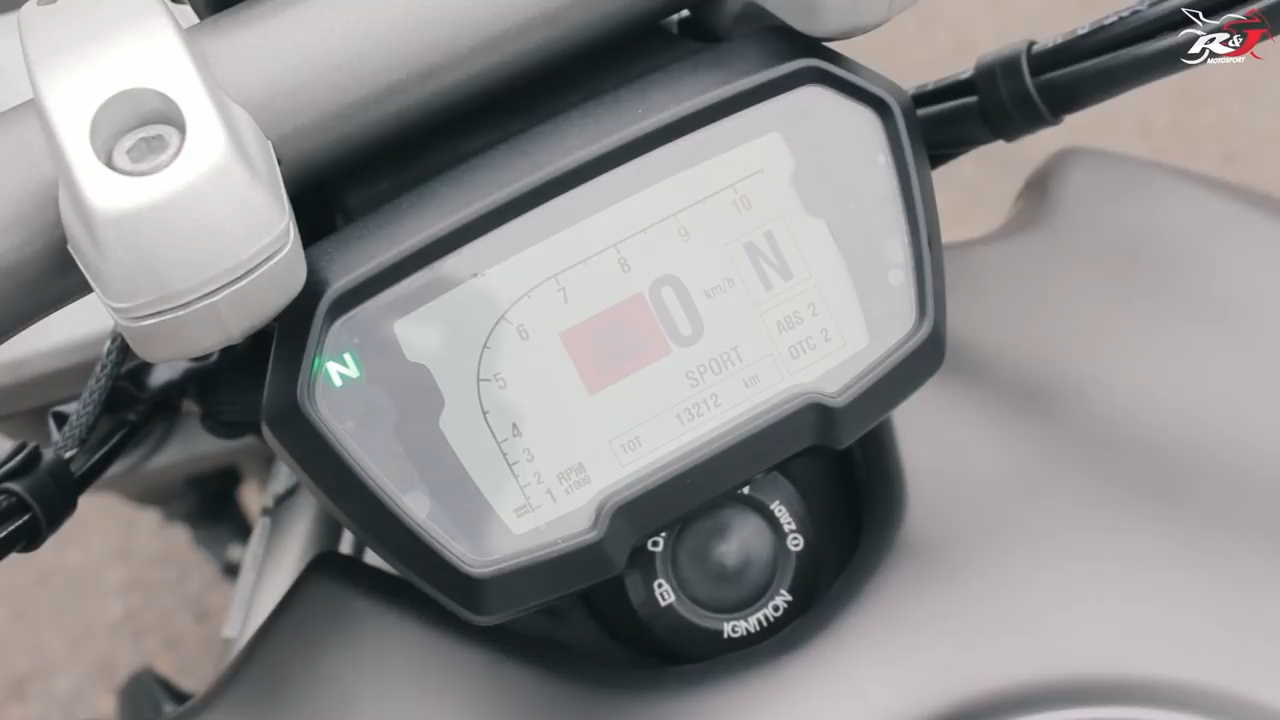 R&J
MOTOSPORT
10
9
8
7
6
5
4
3
2
1
RPM
x1000
0 km/h
N
ABS 2
DTC 2
SPORT
TOT 13212 km
N
ZADI
IGNITION